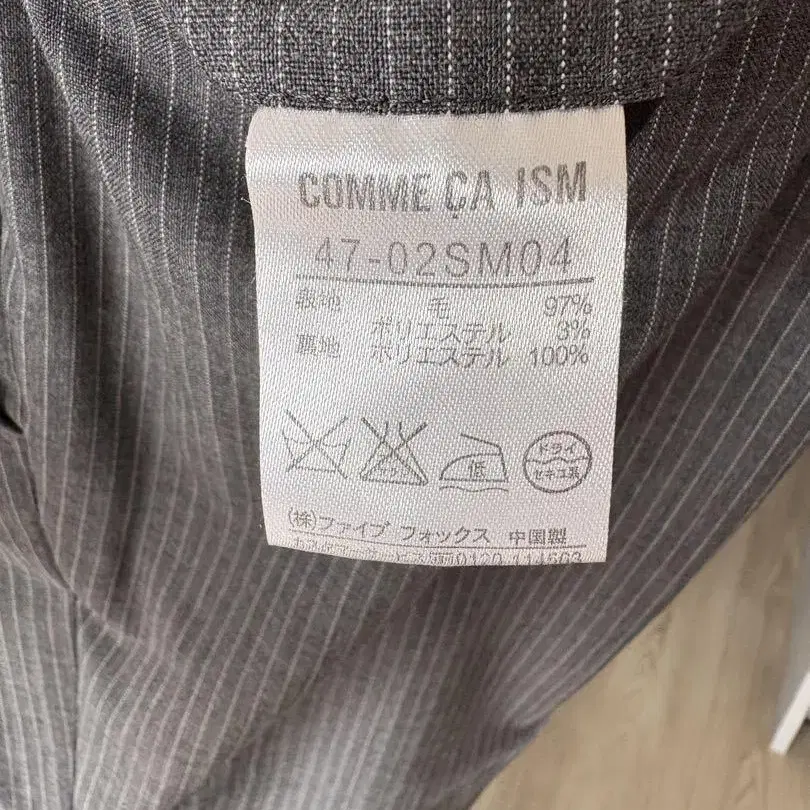 COMME ÇA ISM
47-02SM04
表地 毛 97%
ポリエステル 3%
裏地 ポリエステル 100%
低
ドライ
セキユ系
(株)ファイブ フォックス 中国製
0120 114563